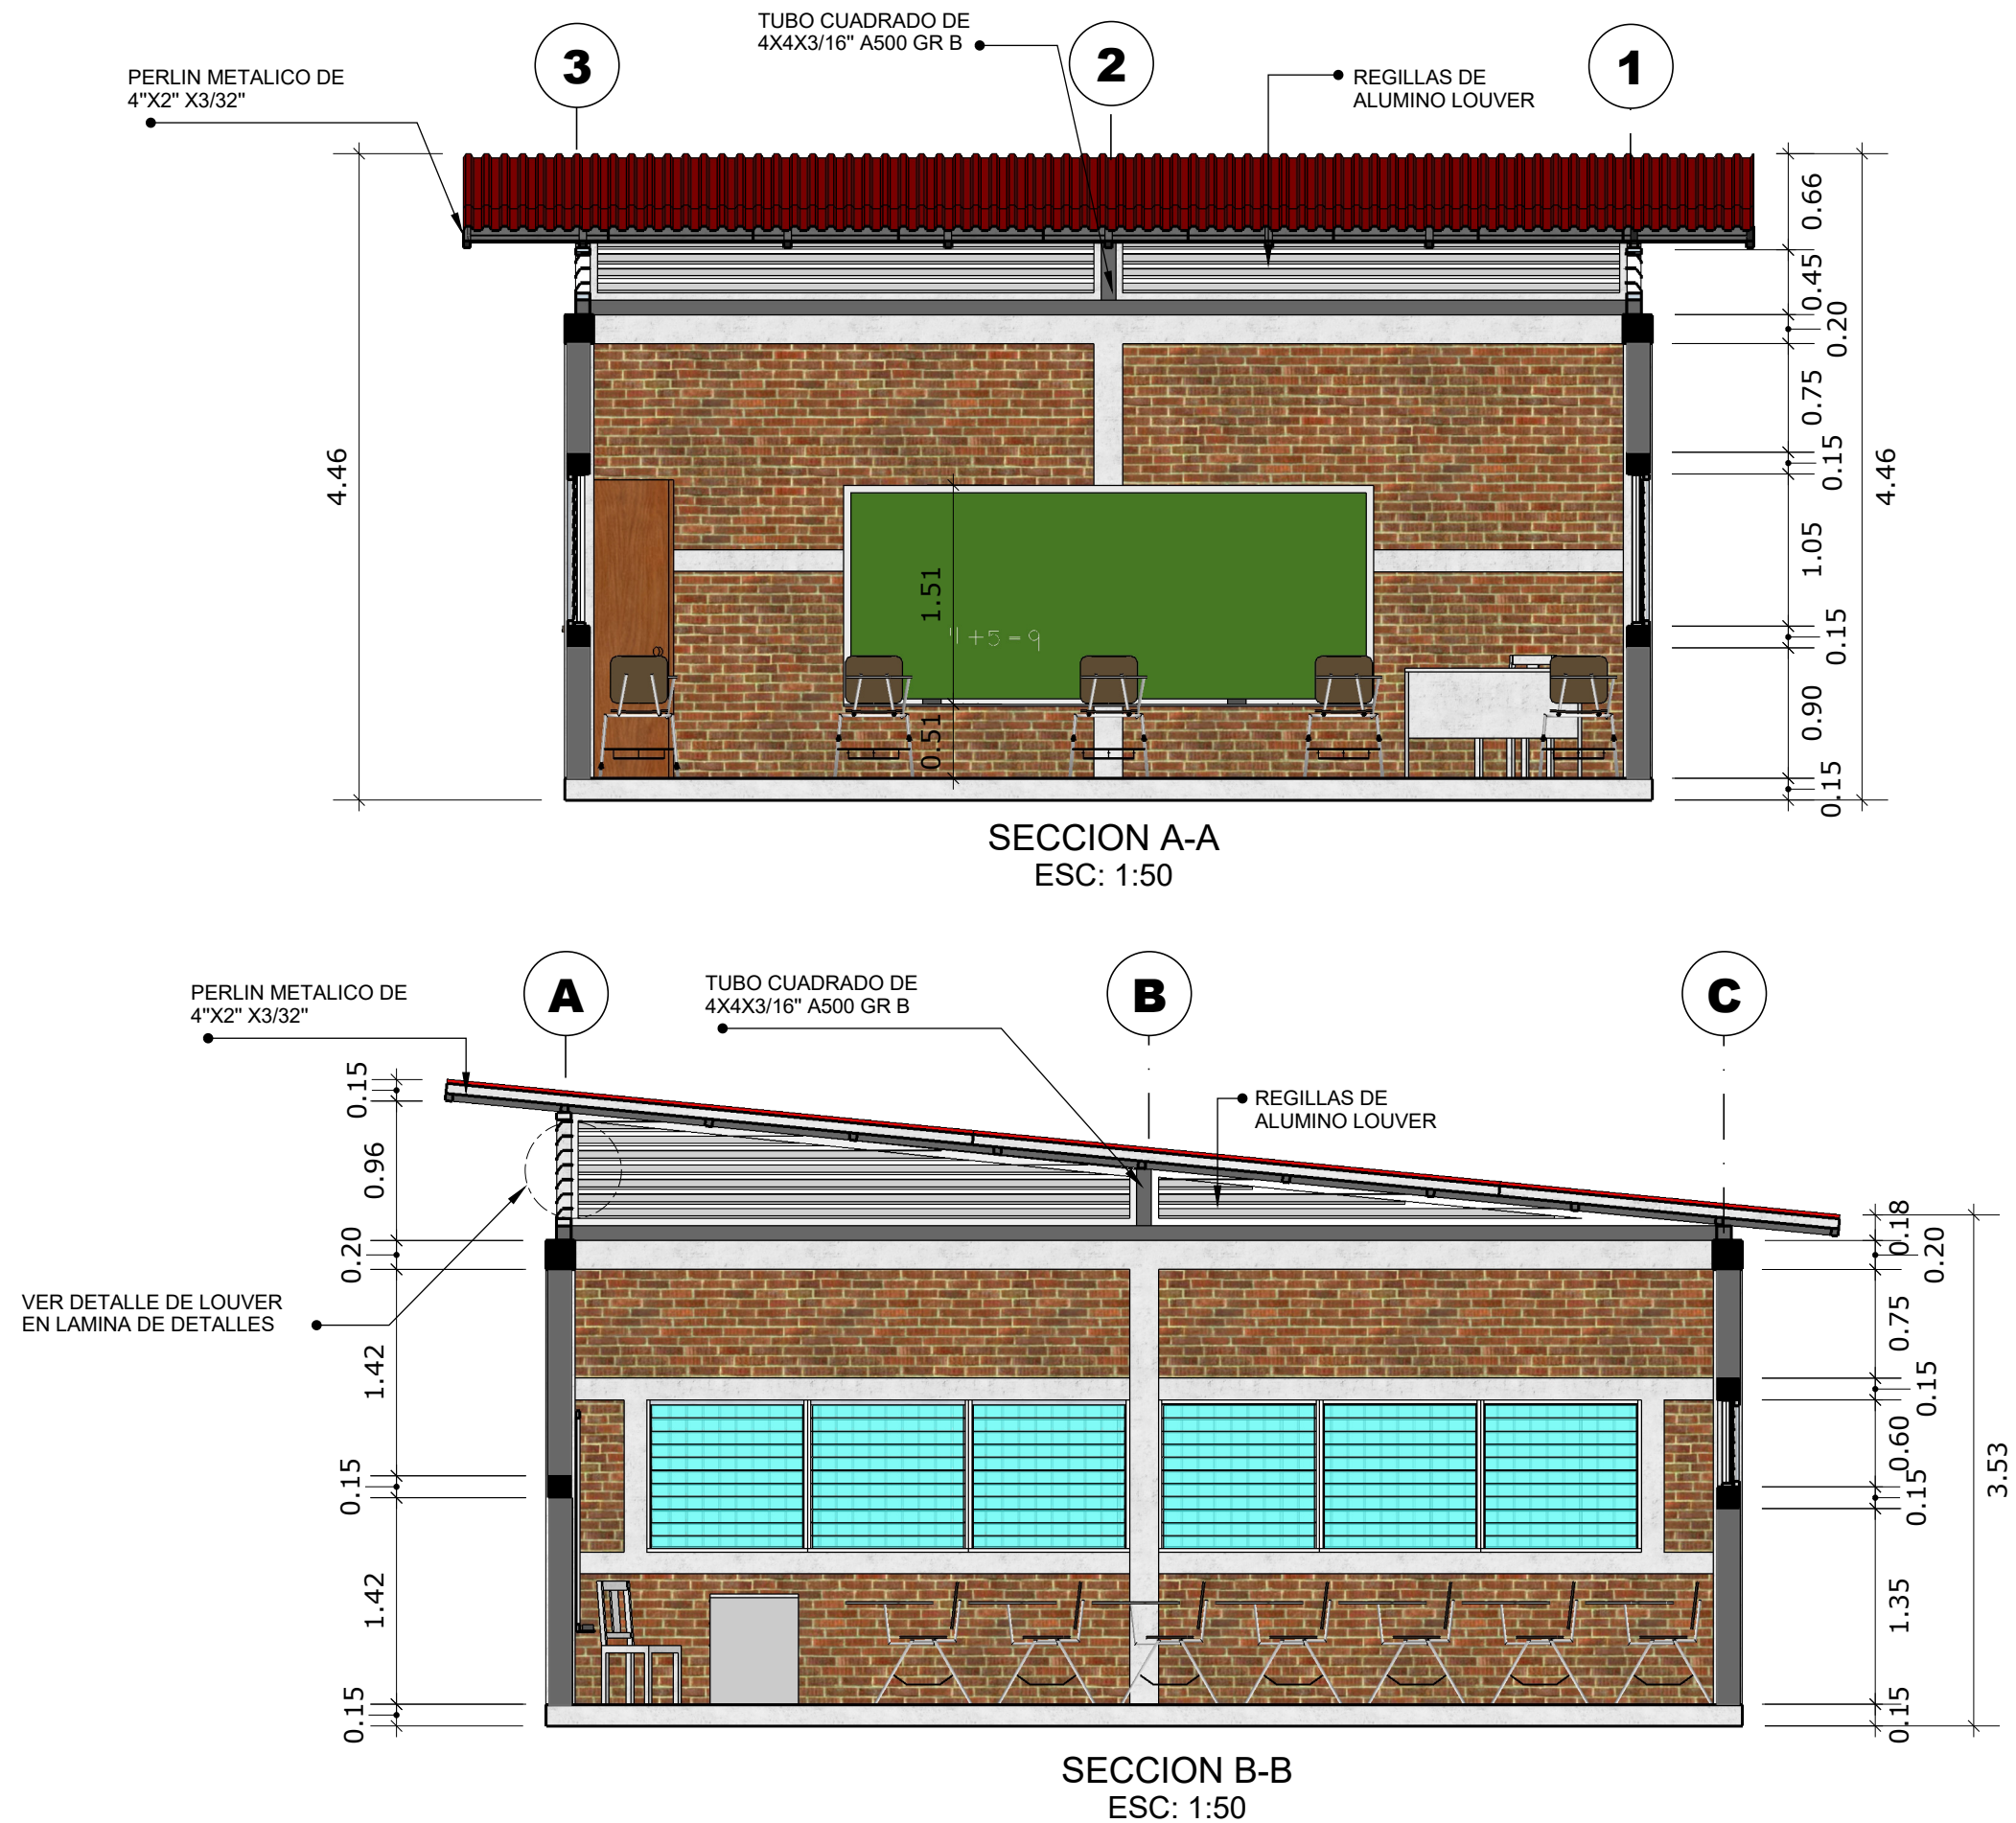 TUBO CUADRADO DE
4X4X3/16" A500 GR B
3
2
1
PERLIN METALICO DE
4"X2" X3/32"
REGILLAS DE
ALUMINO LOUVER
4.46
0.66
0.45
0.20
0.75
0.15
1.05
0.15
0.90
0.15
4.46
1.51
4+5=9
0.51
SECCION A-A
ESC: 1:50
A
B
C
PERLIN METALICO DE
4"X2" X3/32"
TUBO CUADRADO DE
4X4X3/16" A500 GR B
REGILLAS DE
ALUMINO LOUVER
VER DETALLE DE LOUVER
EN LAMINA DE DETALLES
0.15
0.96
0.20
1.42
0.15
1.42
0.15
0.18
0.20
0.75
0.15
0.60
0.15
1.35
0.15
3.53
SECCION B-B
ESC: 1:50